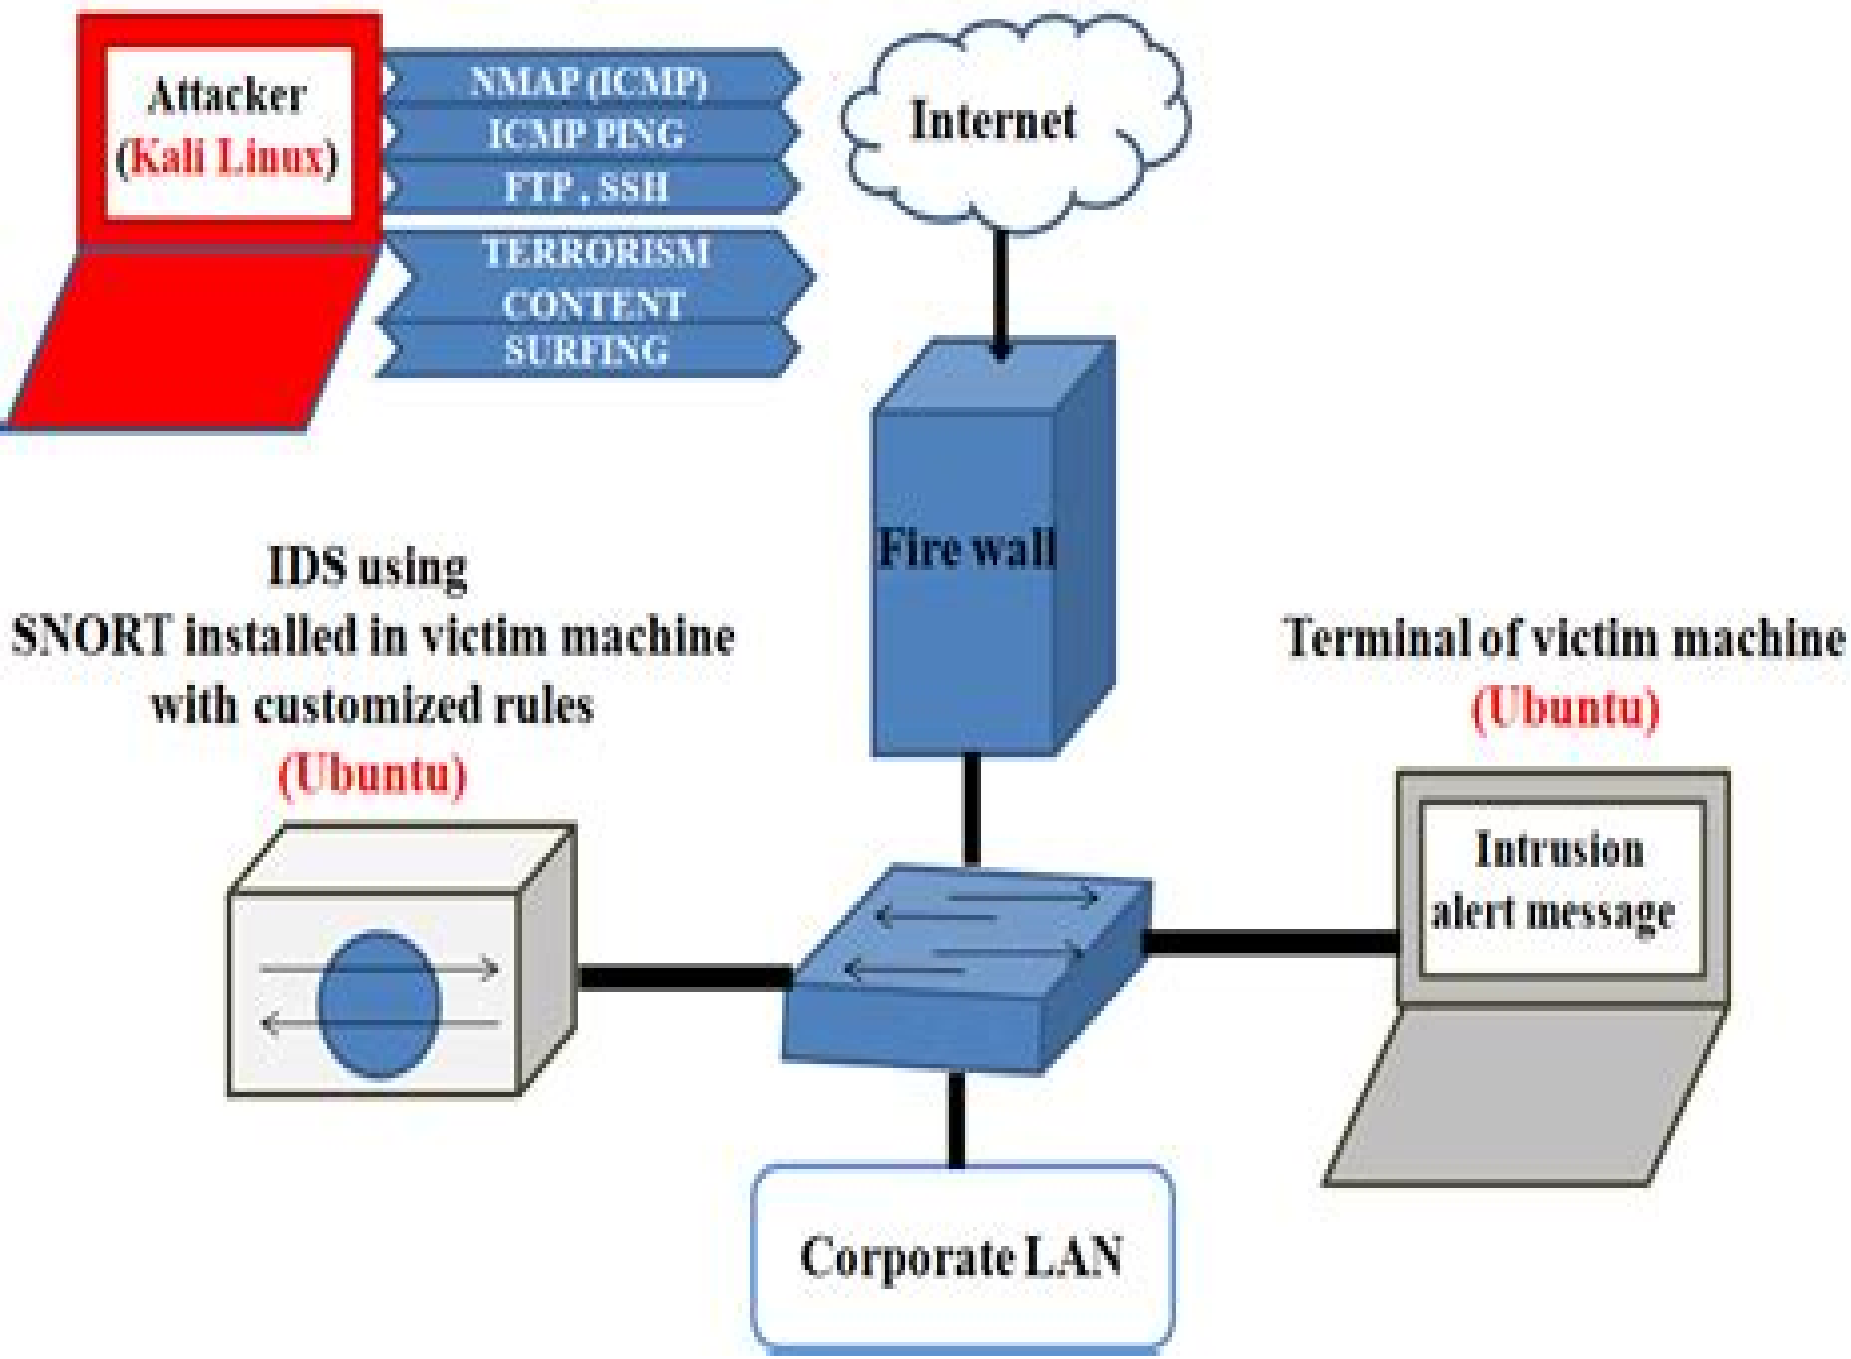 Attacker
(Kali Linux)
NMAP (ICMP)
ICMP PING
FTP , SSH
TERRORISM
CONTENT
SURFING
Internet
Fire wall
IDS using
SNORT installed in victim machine
with customized rules
(Ubuntu)
Terminal of victim machine
(Ubuntu)
Intrusion
alert message
Corporate LAN